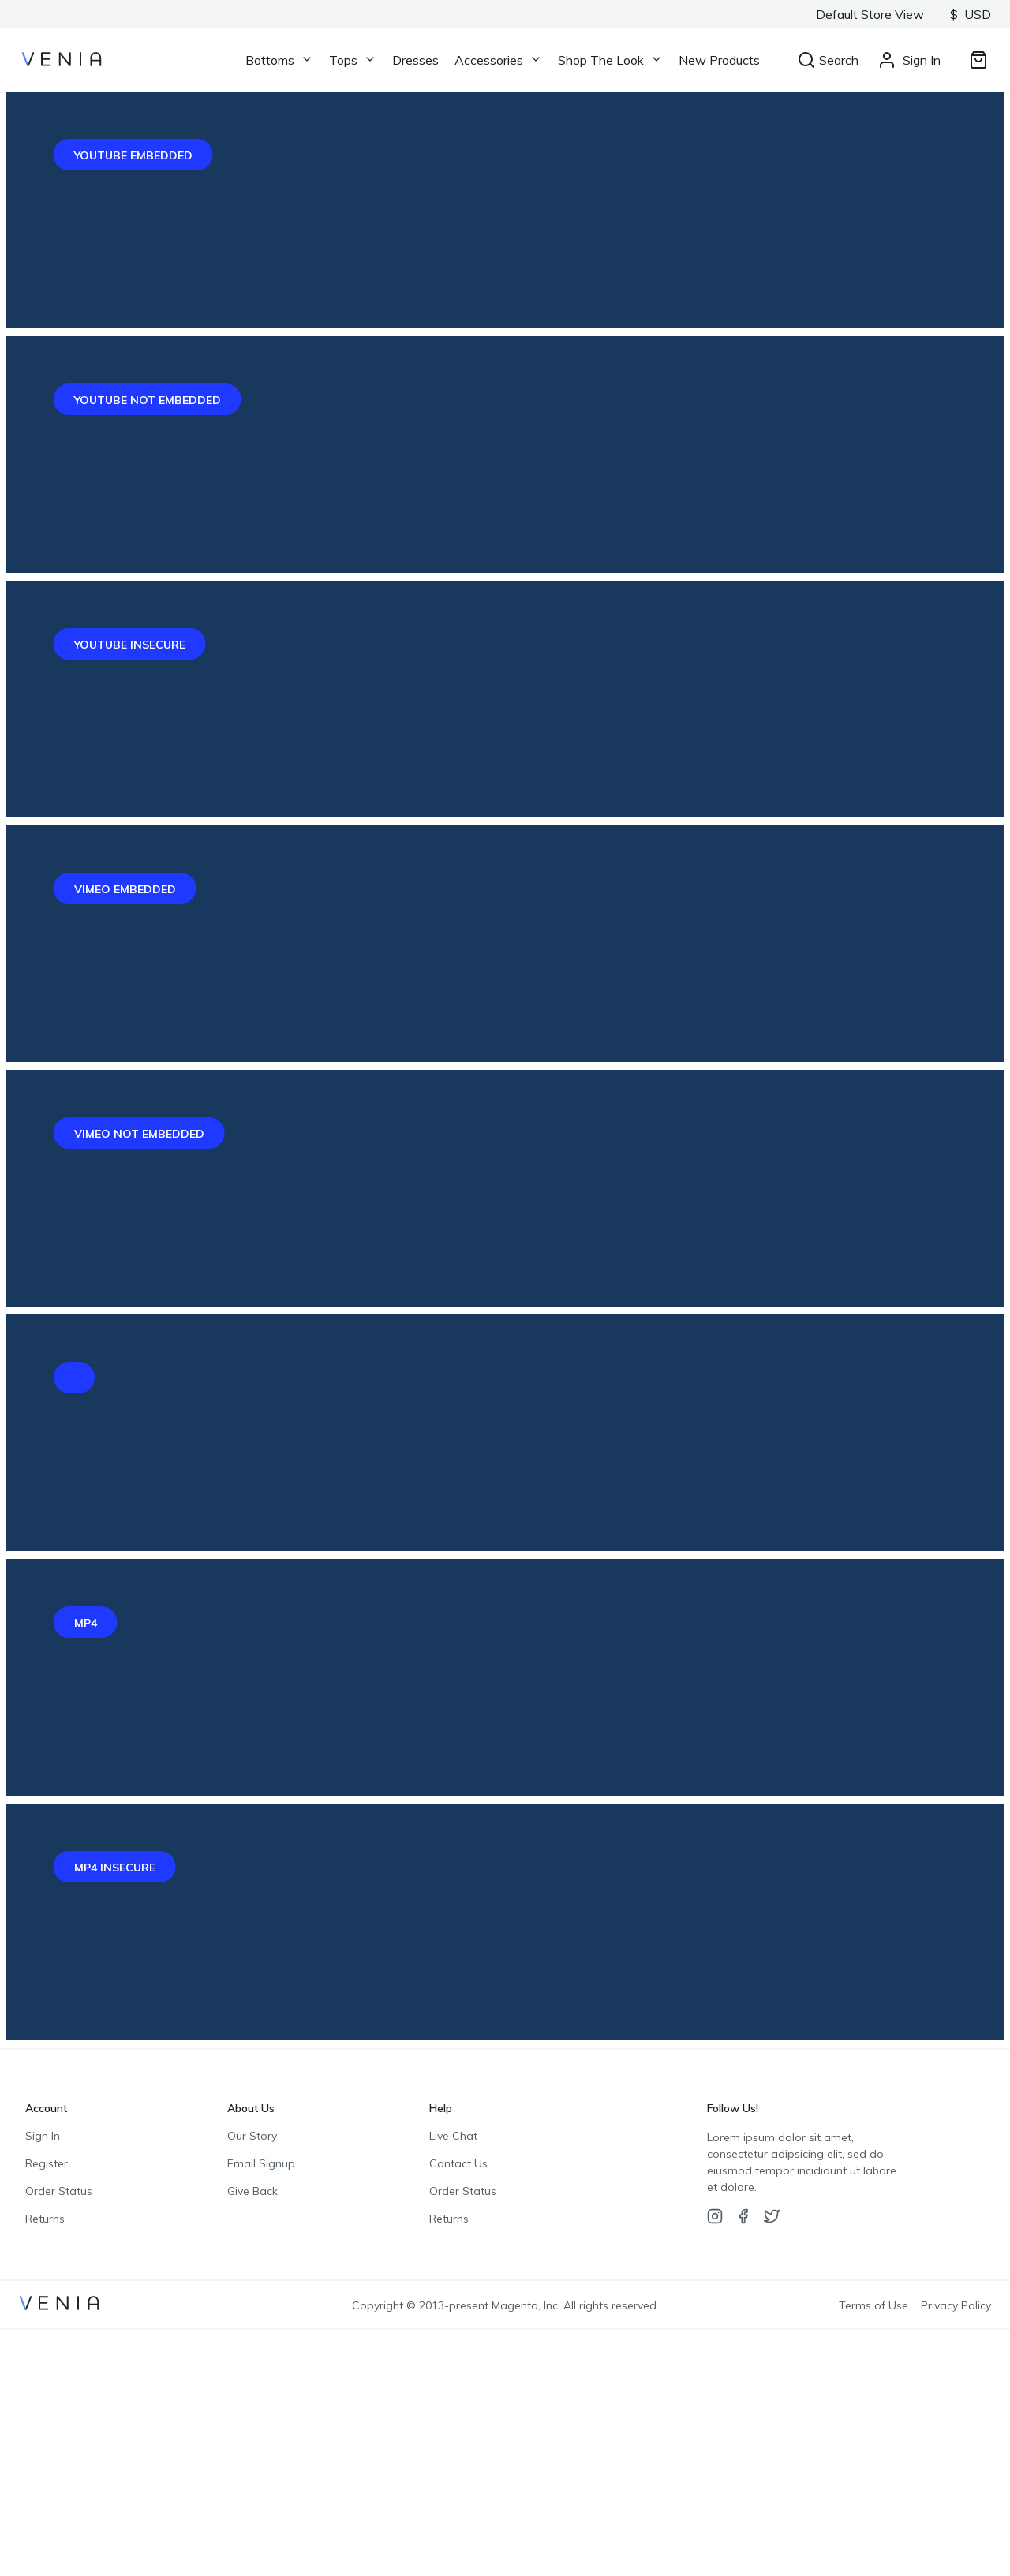 Default Store View $ USD
VENIA Bottoms Tops Dresses Accessories Shop The Look New Products Search Sign In
YOUTUBE EMBEDDED
YOUTUBE NOT EMBEDDED
YOUTUBE INSECURE
VIMEO EMBEDDED
VIMEO NOT EMBEDDED
MP4
MP4 INSECURE
Account
Sign In
Register
Order Status
Returns
About Us
Our Story
Email Signup
Give Back
Help
Live Chat
Contact Us
Order Status
Returns
Follow Us!
Lorem ipsum dolor sit amet,
consectetur adipsicing elit, sed do
eiusmod tempor incididunt ut labore
et dolore.
VENIA Copyright © 2013-present Magento, Inc. All rights reserved. Terms of Use Privacy Policy